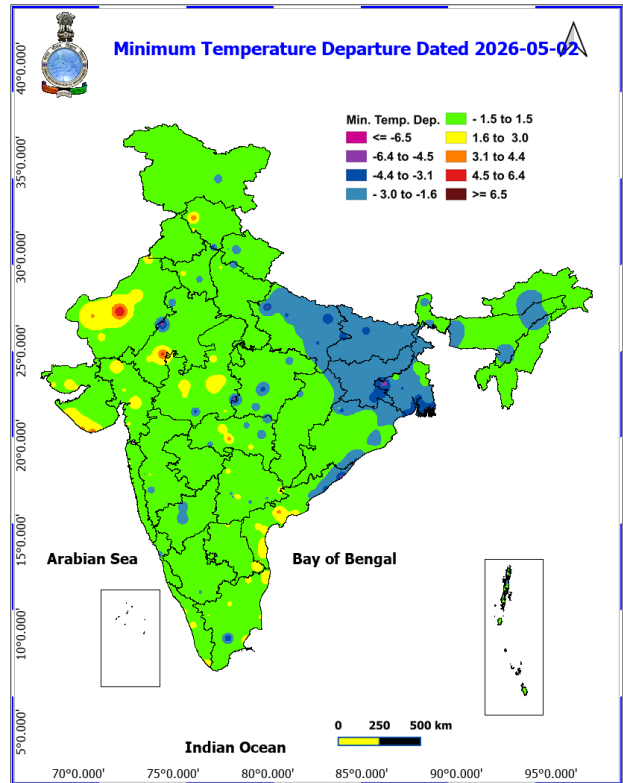 Minimum Temperature Departure Dated 2026-05-02
Min. Temp. Dep.
<= -6.5
-6.4 to -4.5
-4.4 to -3.1
- 3.0 to -1.6
- 1.5 to 1.5
1.6 to 3.0
3.1 to 4.4
4.5 to 6.4
>= 6.5
40°0.000'
35°0.000'
30°0.000'
25°0.000'
20°0.000'
15°0.000'
10°0.000'
5°0.000'
Arabian Sea
Bay of Bengal
Indian Ocean
0 250 500 km
70°0.000' 75°0.000' 80°0.000' 85°0.000' 90°0.000' 95°0.000'